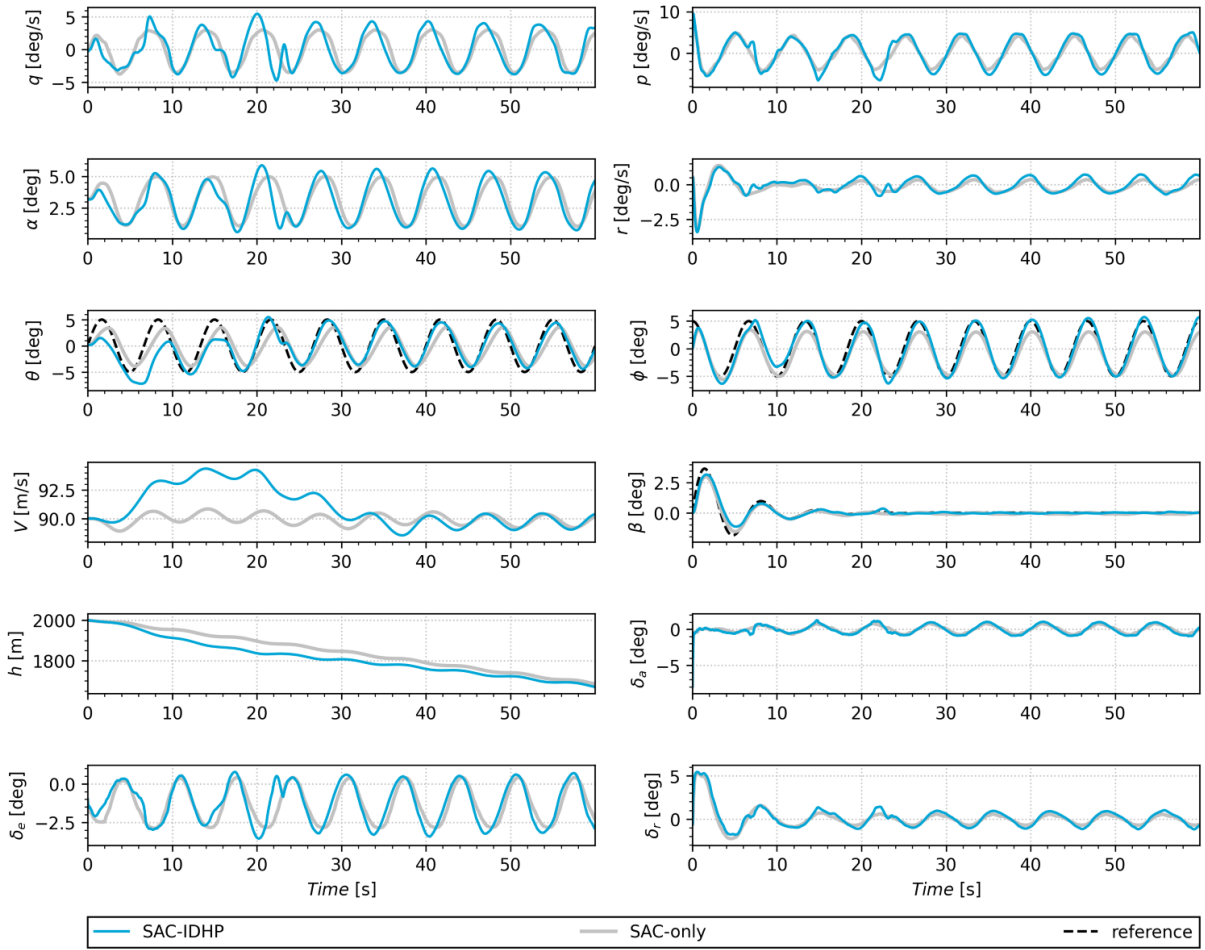 q [deg/s]
5
0
−5
0 10 20 30 40 50
p [deg/s]
10
0
0 10 20 30 40 50
α [deg]
5.0
2.5
0 10 20 30 40 50
r [deg/s]
0.0
−2.5
0 10 20 30 40 50
θ [deg]
5
0
−5
0 10 20 30 40 50
ϕ [deg]
5
0
−5
0 10 20 30 40 50
V [m/s]
92.5
90.0
0 10 20 30 40 50
β [deg]
2.5
0.0
0 10 20 30 40 50
h [m]
2000
1800
0 10 20 30 40 50
δa [deg]
0
−5
0 10 20 30 40 50
δe [deg]
0.0
−2.5
0 10 20 30 40 50
Time [s]
δr [deg]
5
0
0 10 20 30 40 50
Time [s]
SAC-IDHP SAC-only reference